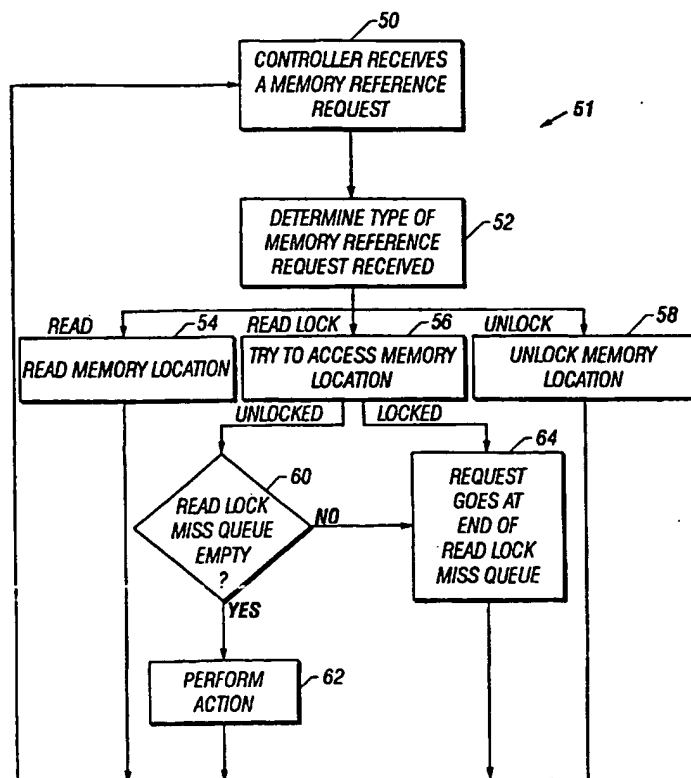 50
CONTROLLER RECEIVES
A MEMORY REFERENCE
REQUEST
51
DETERMINE TYPE OF
MEMORY REFERENCE
REQUEST RECEIVED
52
READ
54
READ LOCK
56
UNLOCK
58
READ MEMORY LOCATION
TRY TO ACCESS MEMORY
LOCATION
UNLOCK MEMORY
LOCATION
UNLOCKED
LOCKED
60
READ LOCK
MISS QUEUE
EMPTY
?
NO
YES
64
REQUEST
GOES AT
END OF
READ LOCK
MISS QUEUE
PERFORM
ACTION
62